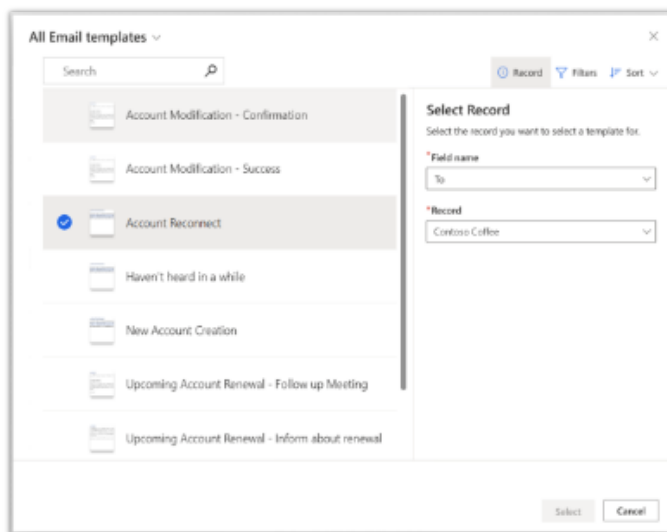 All Email templates
Search
Record Filters Sort
Account Modification - Confirmation
Account Modification - Success
Account Reconnect
Haven't heard in a while
New Account Creation
Upcoming Account Renewal - Follow up Meeting
Upcoming Account Renewal - Inform about renewal
Select Record
Select the record you want to select a template for.
*Field name
To
*Record
Contoso Coffee
Select Cancel